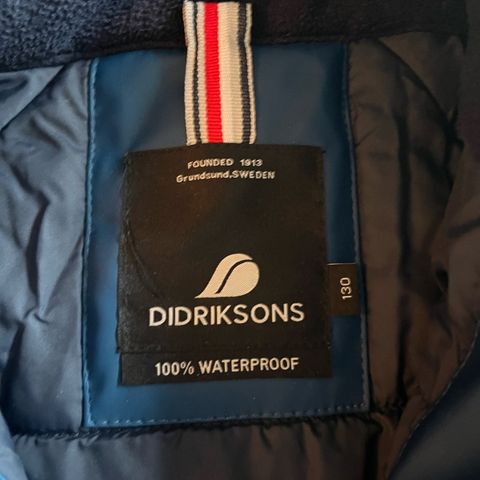 FOUNDED 1913
Grundsund.SWEDEN
DIDRIKSONS
130
100% WATERPROOF